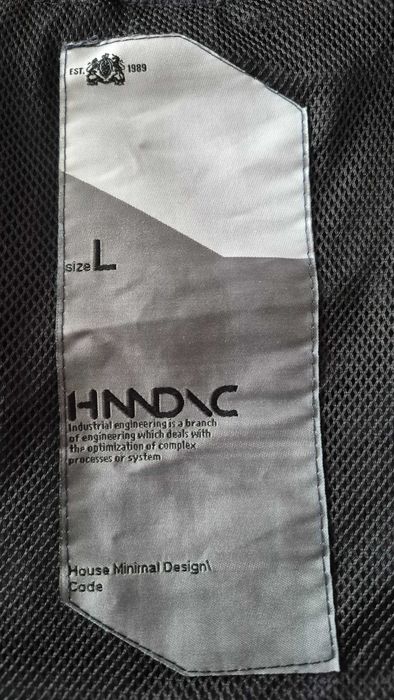 EST. 1989
size L
HMDAC
Industrial engineering is a branch
of engineering which deals with
the optimization of complex
processes or system
House Minimal Design\
Code